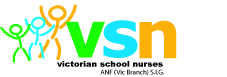 vsn
victorian school nurses
ANF (Vic Branch) S.I.G.